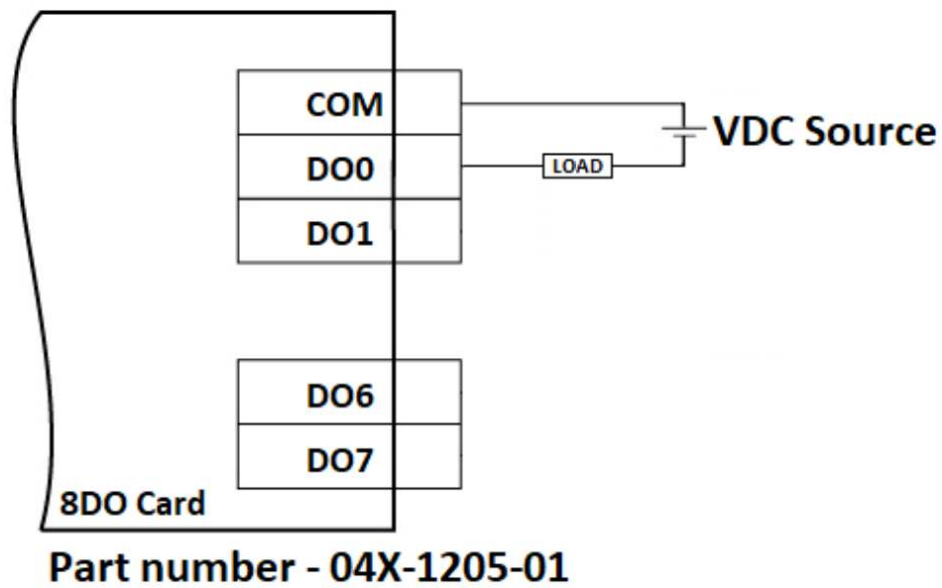 COM
VDC Source
DO0
LOAD
DO1
DO6
DO7
8DO Card
Part number - 04X-1205-01